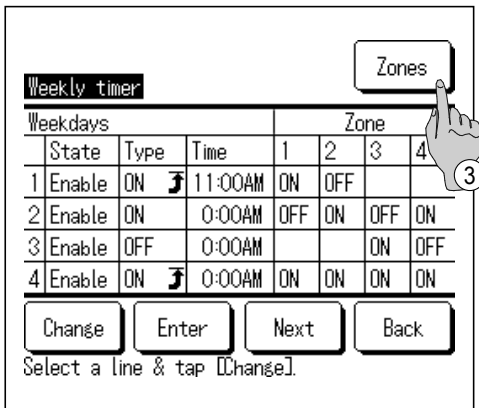 Zones
Weekly timer
Weekdays Zone
State Type Time 1 2 3 4
1 Enable ON 11:00AM ON OFF
2 Enable ON 0:00AM OFF ON OFF ON
3 Enable OFF 0:00AM ON OFF
4 Enable ON 0:00AM ON ON ON ON
3
Change Enter Next Back
Select a line & tap [Change].